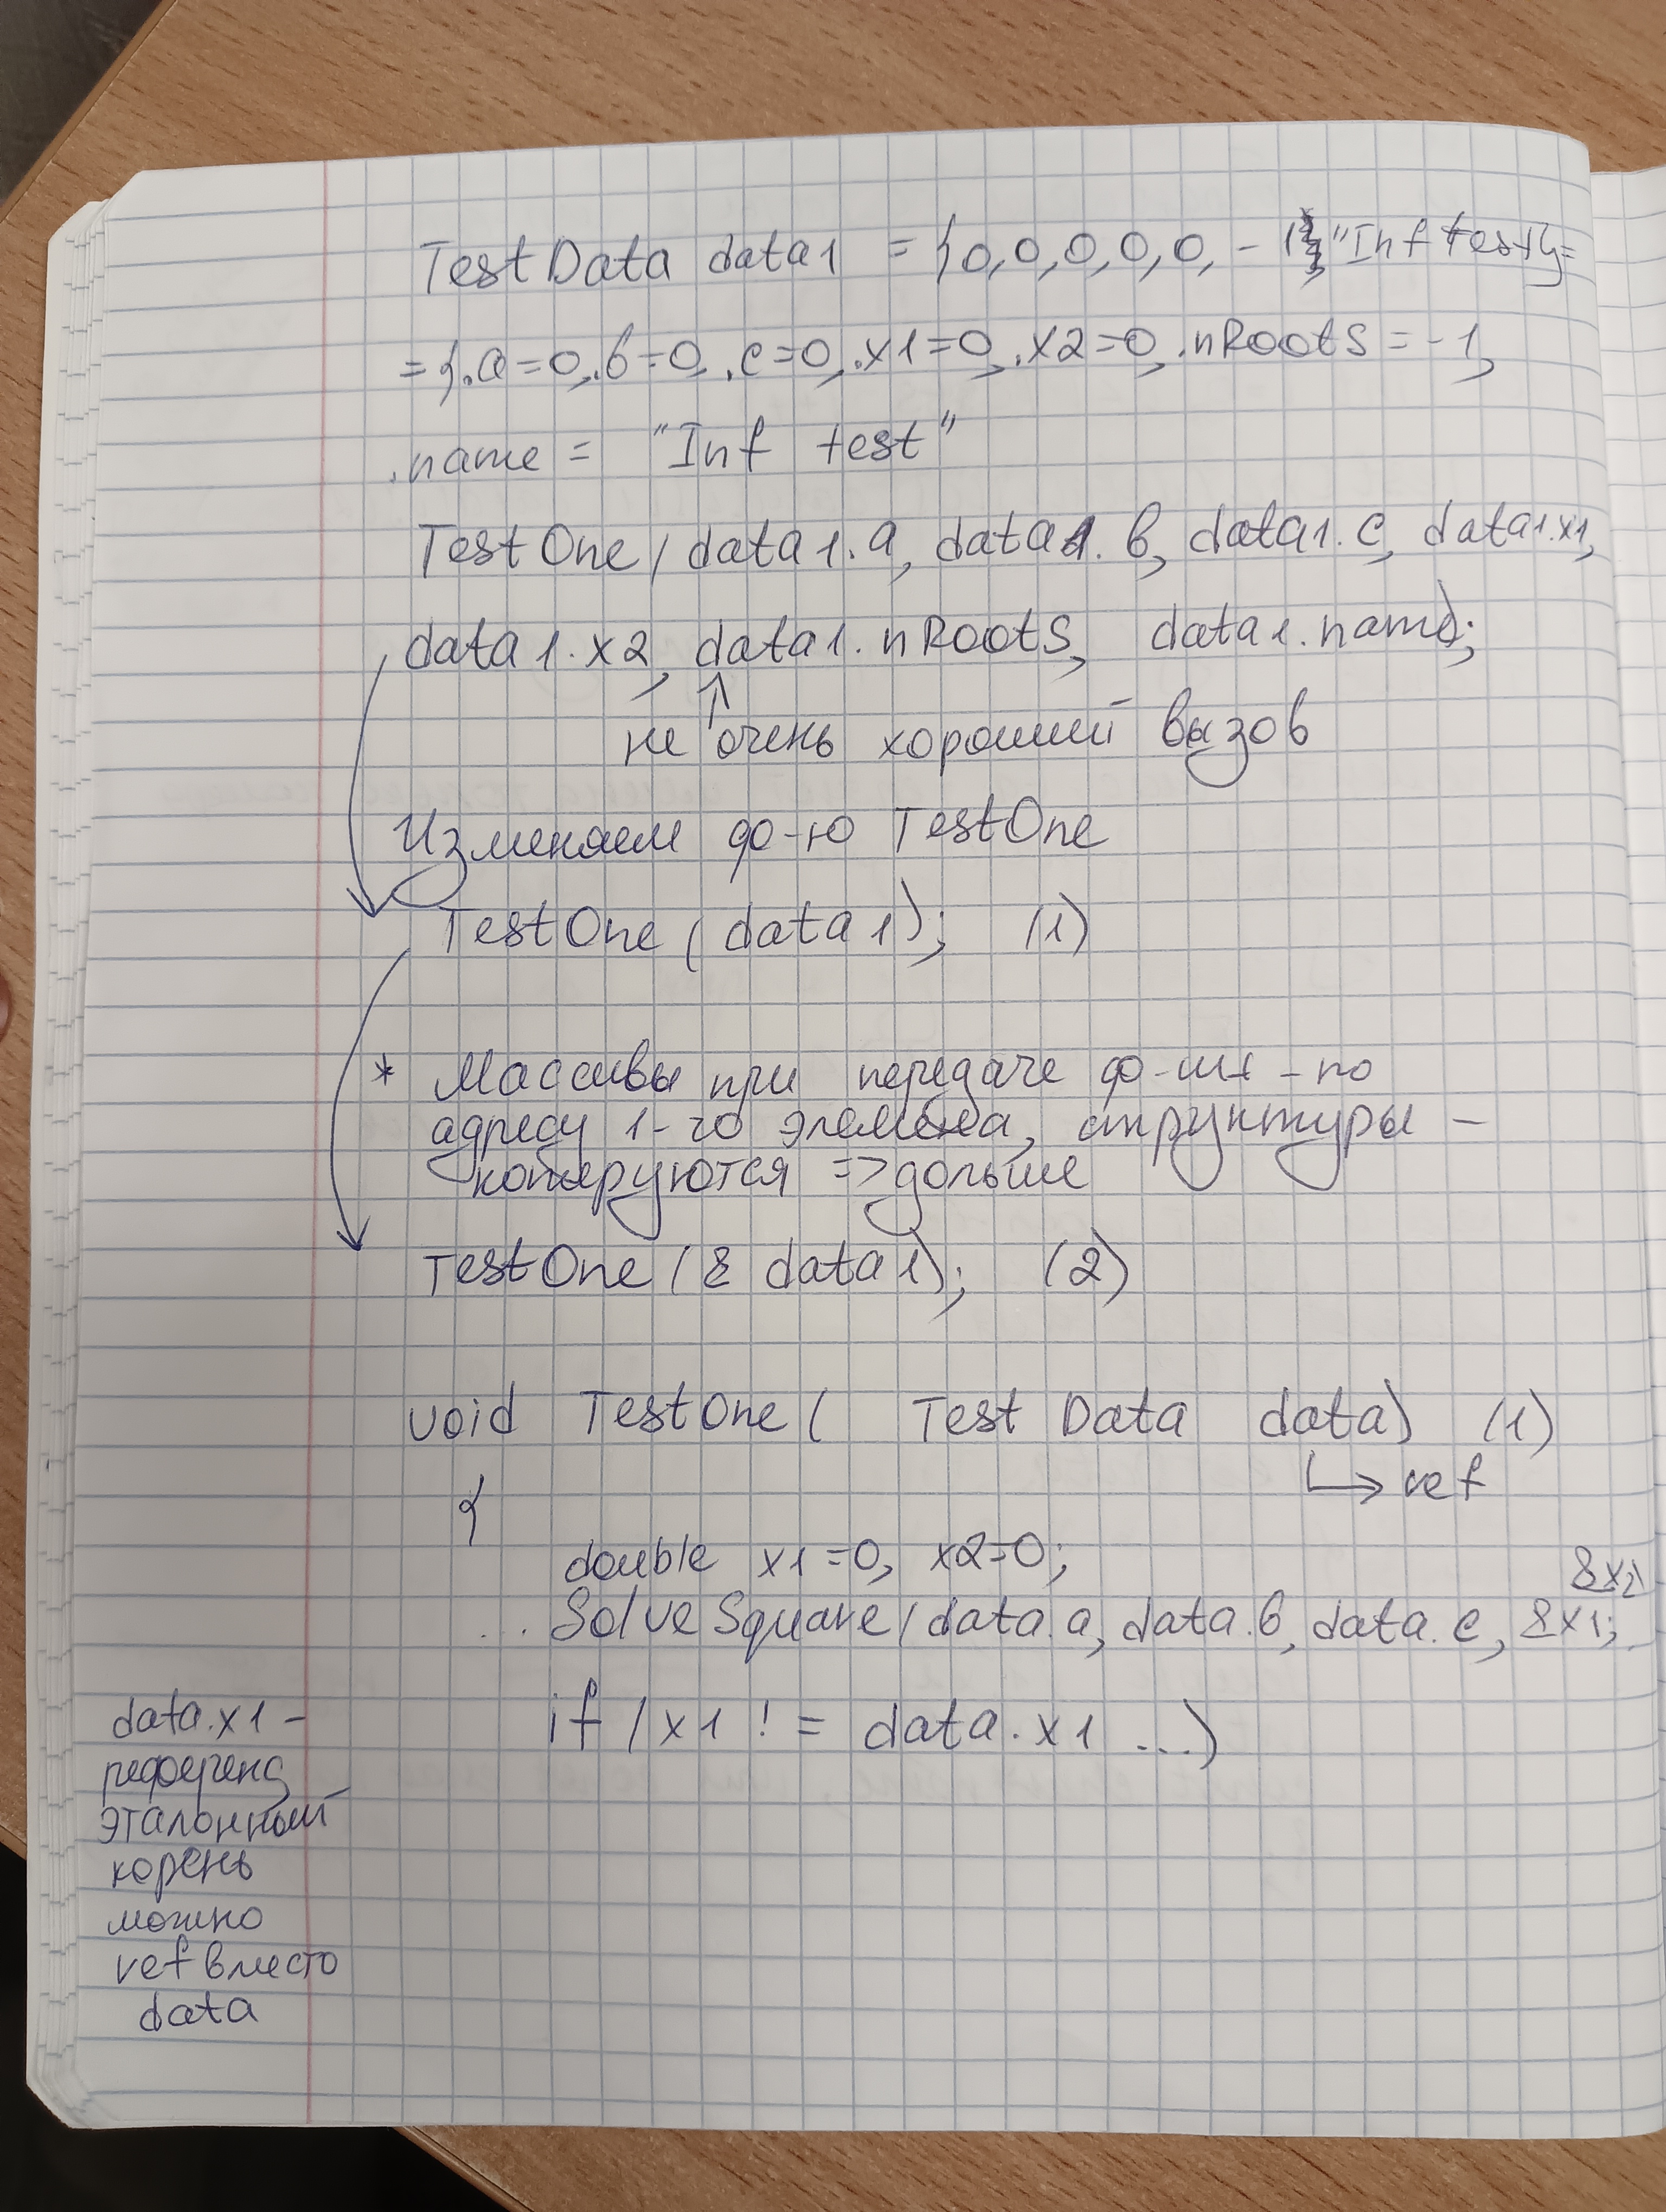 TestData data1 = {0,0,0,0,0, -1, "Inf test"} =
= {.a=0, .b=0, .c=0, .x1=0, .x2=0, .nRoots = -1,
.name = "Inf test"
TestOne( data1.a, data1.b, data1.c, data1.x1,
data1.x2, data1.nRoots, data1.name);
не очень хороший вызов
Изменяем ф-ю TestOne
TestOne( data1); (1)
* Массивы при передаче ф-ции - по
адресу 1-го элемена, структуры -
копируются => дольше
TestOne( & data1); (2)
void TestOne( Test Data data) (1)
↳ ref
{
double x1=0, x2=0;
&x2)
... SolveSquare( data.a, data.b, data.c, &x1;
if (x1 != data.x1 ...)
data.x1 -
референс
эталонный
корень
можно
ref вместо
data